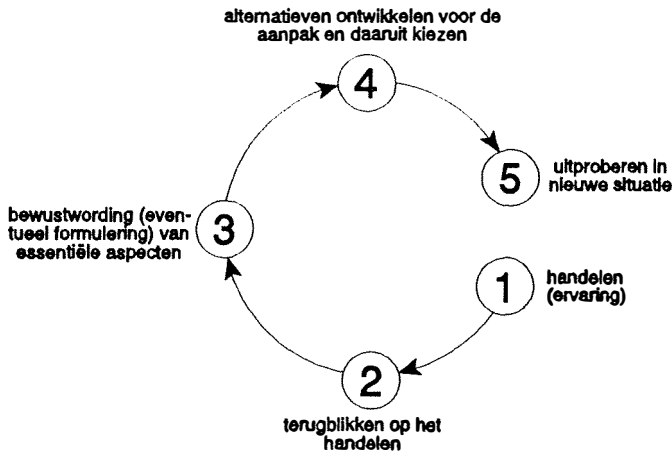 alternatieven ontwikkelen voor de
aanpak en daaruit kiezen
4
5
uitproberen in
nieuwe situatie
bewustwording (even-
tueel formulering) van
essentiële aspecten
3
1
handelen
(ervaring)
2
terugblikken op het
handelen